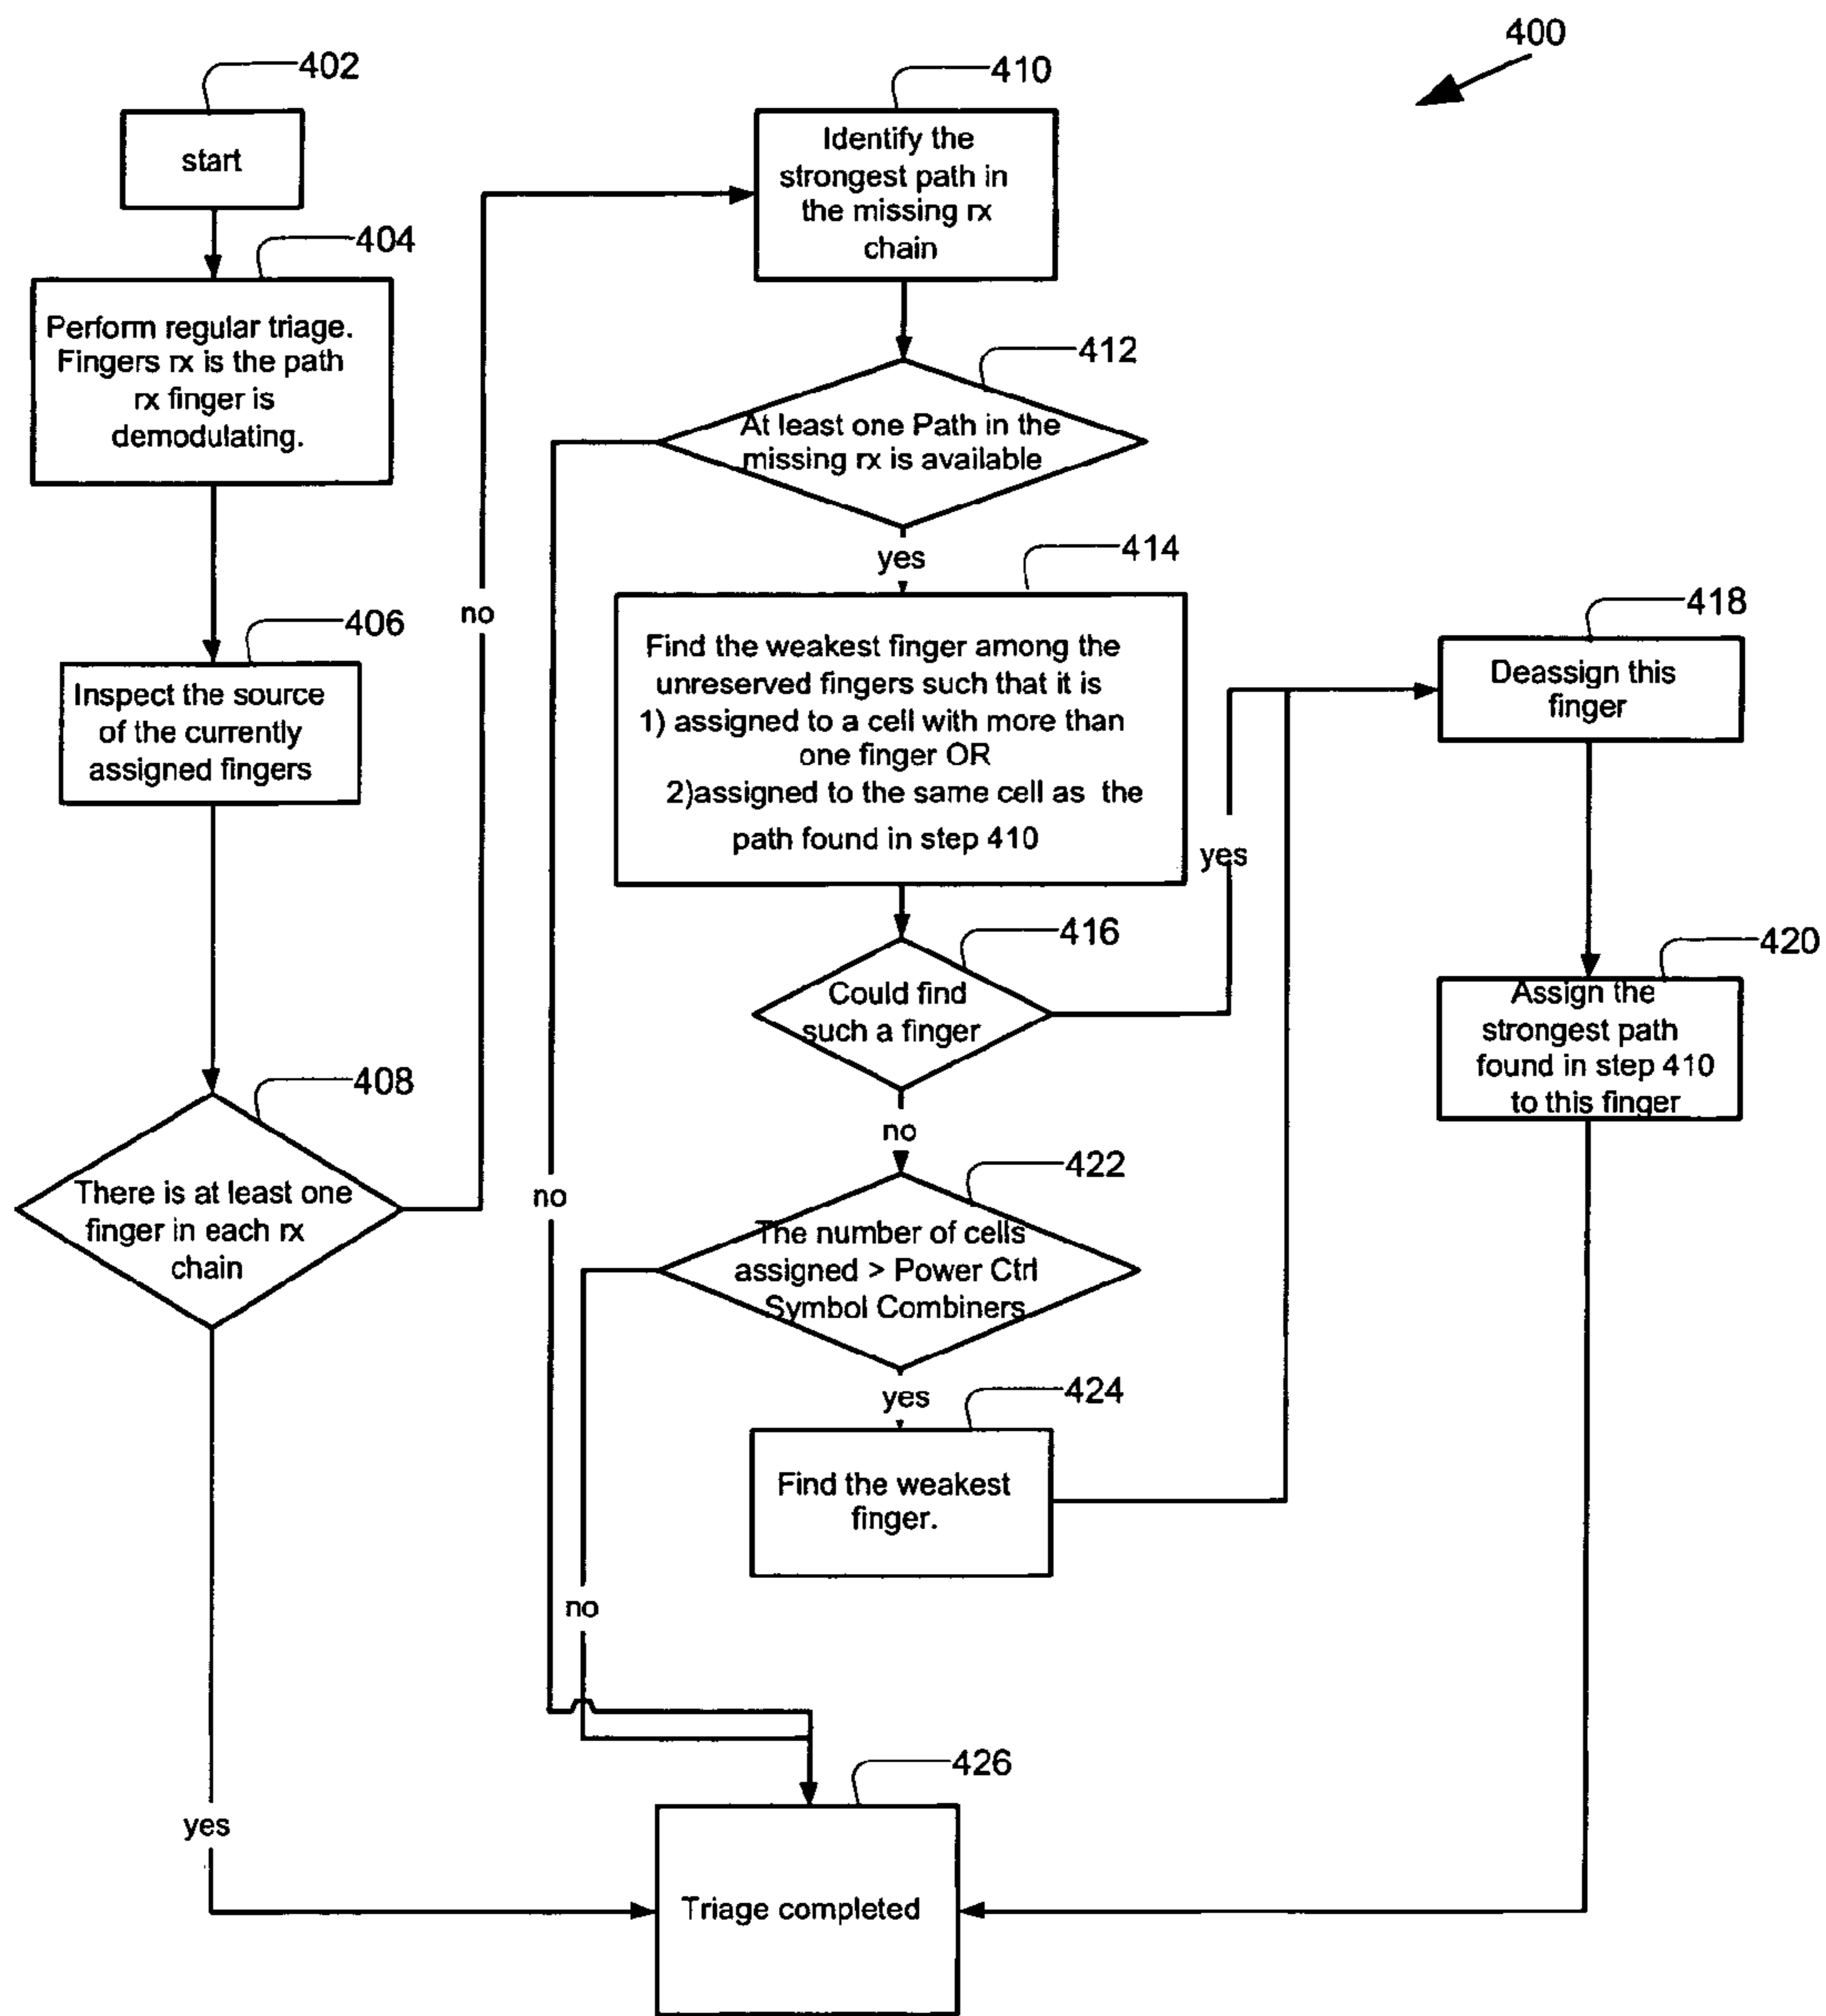 400
402
start
404
Perform regular triage.
Fingers rx is the path
rx finger is
demodulating.
406
Inspect the source
of the currently
assigned fingers
408
There is at least one
finger in each rx
chain
no
yes
410
Identify the
strongest path in
the missing rx
chain
412
At least one Path in the
missing rx is available
yes
no
414
Find the weakest finger among the
unreserved fingers such that it is
1) assigned to a cell with more than
one finger OR
2)assigned to the same cell as the
path found in step 410
416
Could find
such a finger
yes
no
418
Deassign this
finger
420
Assign the
strongest path
found in step 410
to this finger
422
The number of cells
assigned > Power Ctrl
Symbol Combiners
yes
no
424
Find the weakest
finger.
426
Triage completed